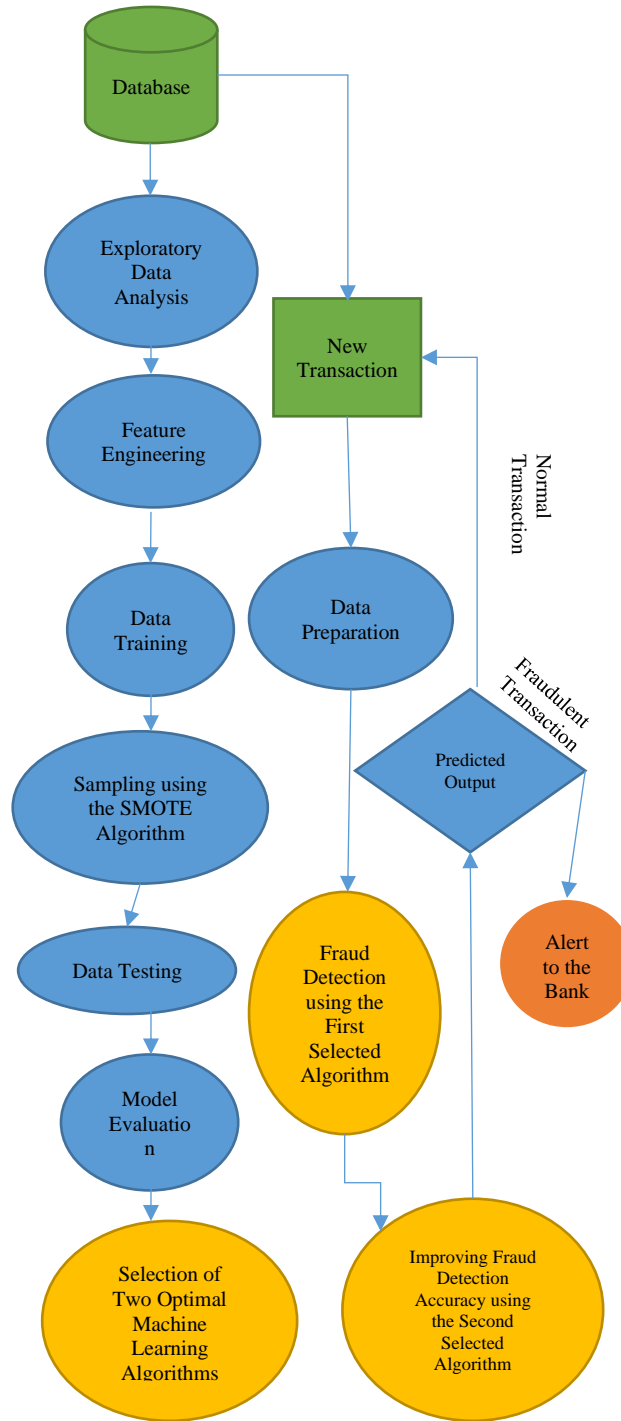 Database
Exploratory
Data
Analysis
Feature
Engineering
Data
Training
Sampling using
the SMOTE
Algorithm
Data Testing
Model
Evaluatio
n
Selection of
Two Optimal
Machine
Learning
Algorithms
New
Transaction
Data
Preparation
Fraud
Detection
using the
First
Selected
Algorithm
Improving Fraud
Detection
Accuracy using
the Second
Selected
Algorithm
Predicted
Output
Normal
Transaction
Fraudulent
Transaction
Alert
to the
Bank